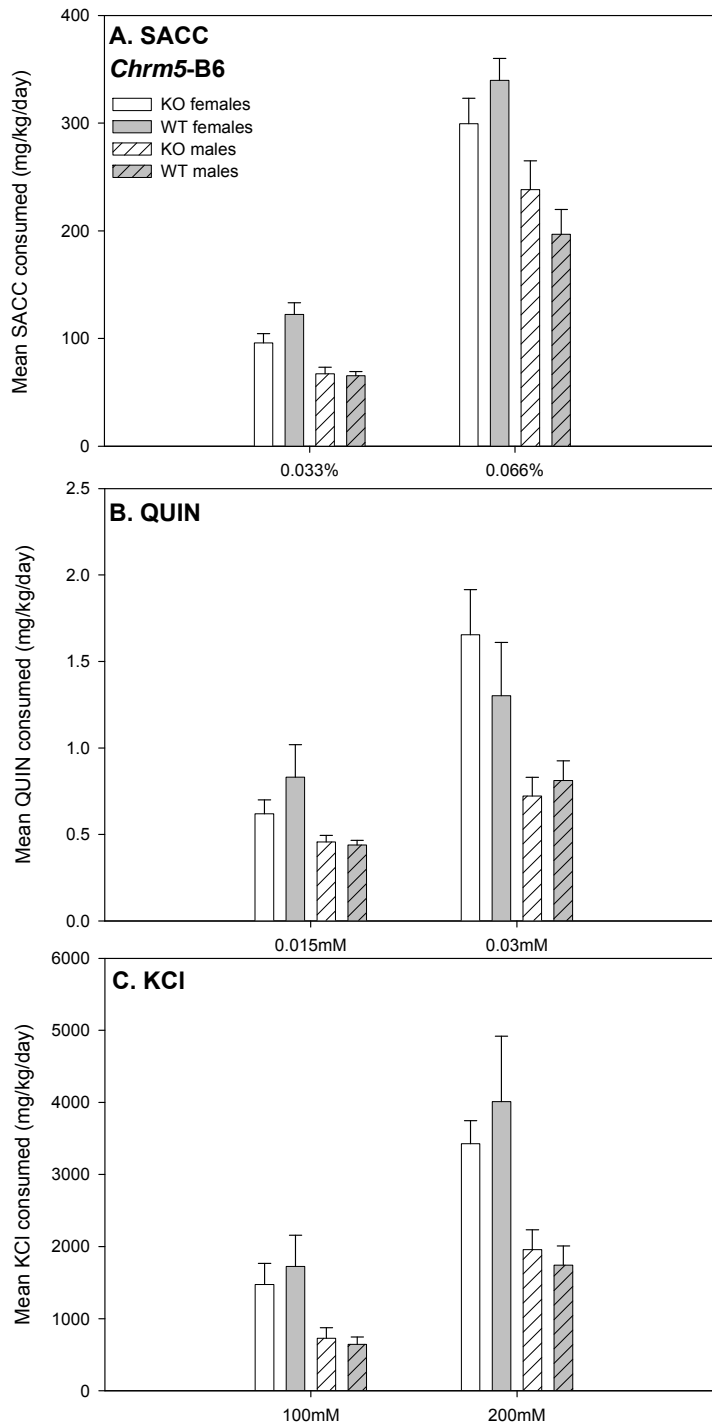 A. SACC
Chrm5-B6
KO females
WT females
KO males
WT males
Mean SACC consumed (mg/kg/day)
400
300
200
100
0
0.033%
0.066%
B. QUIN
Mean QUIN consumed (mg/kg/day)
2.5
2.0
1.5
1.0
0.5
0.0
0.015mM
0.03mM
C. KCl
Mean KCl consumed (mg/kg/day)
6000
5000
4000
3000
2000
1000
0
100mM
200mM